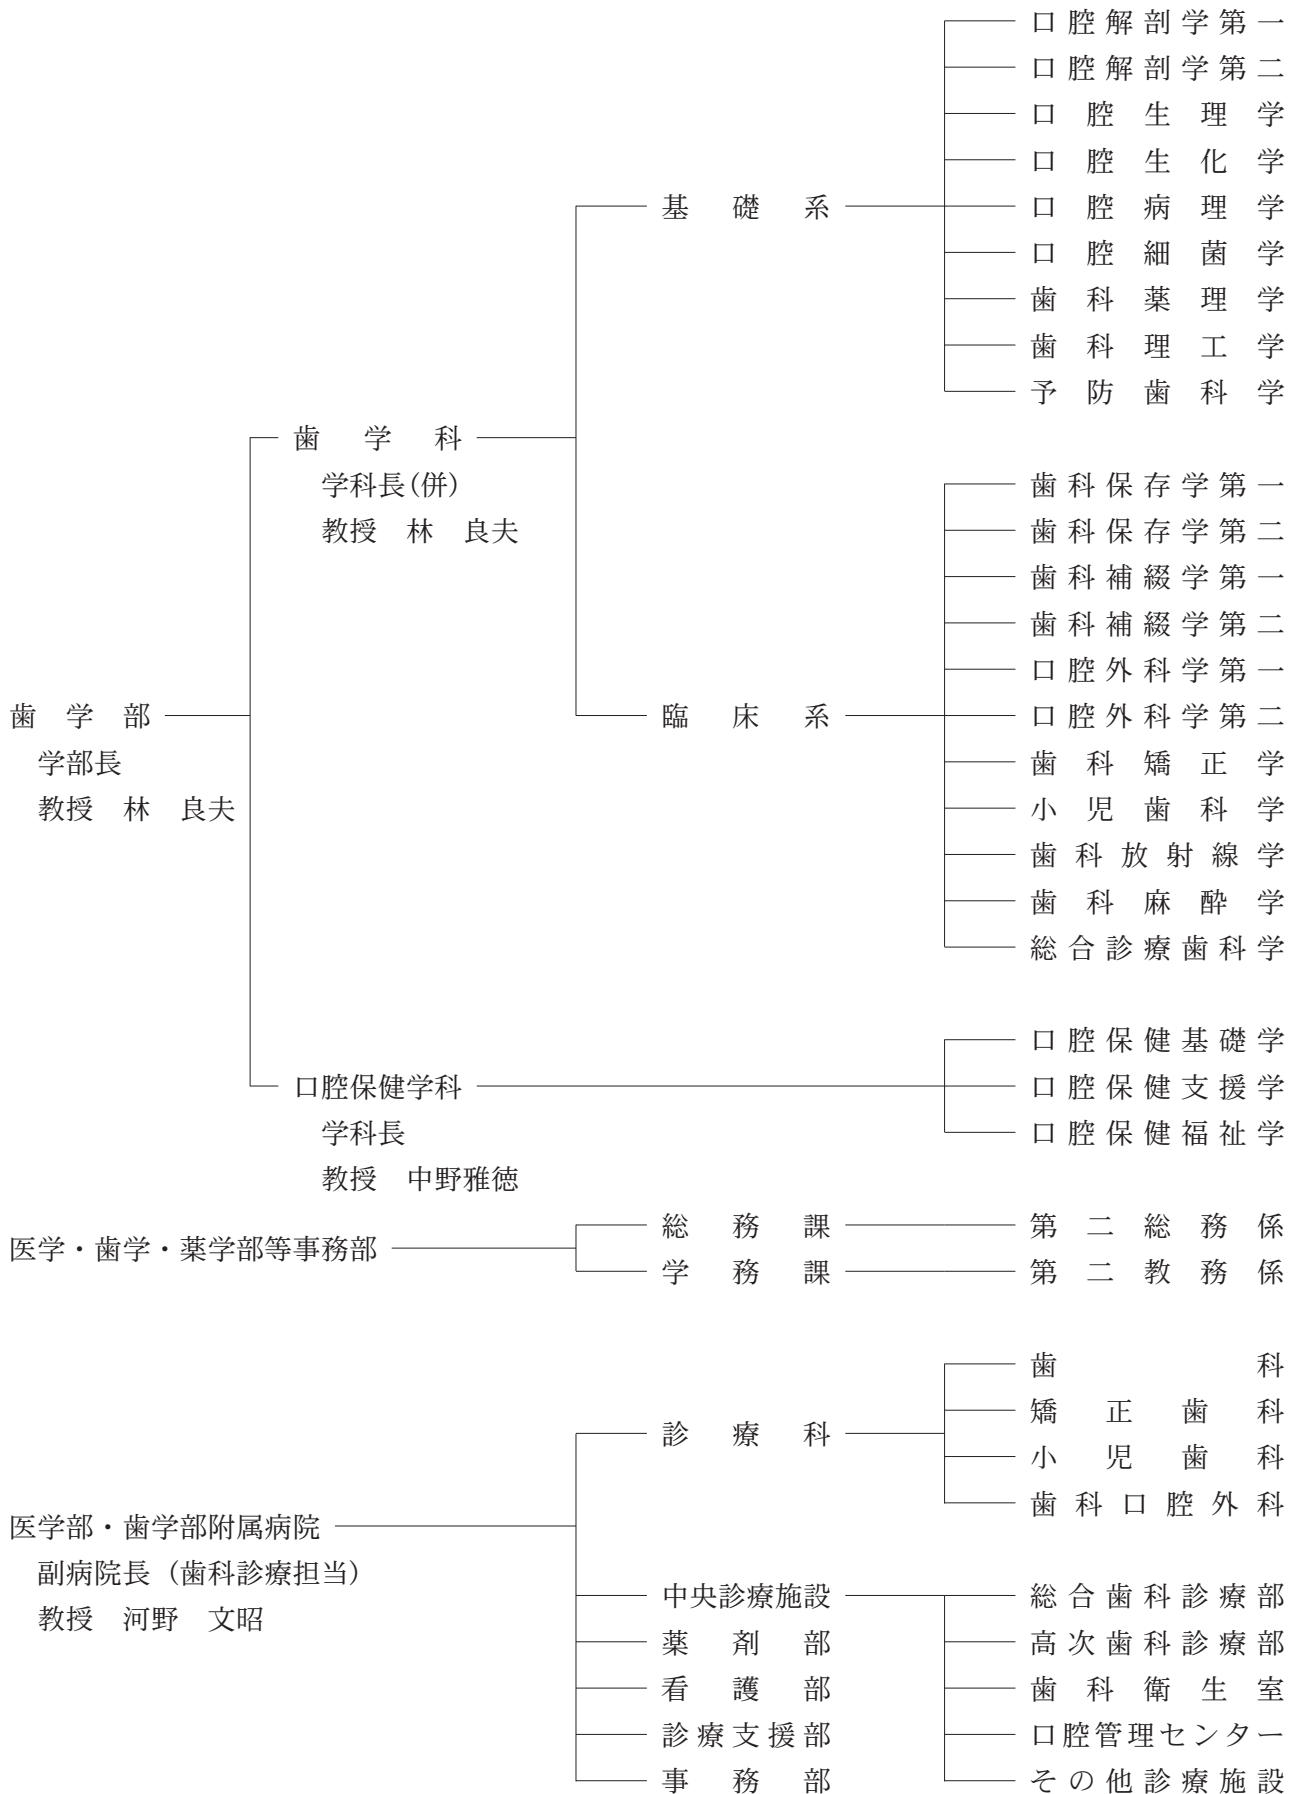 口腔解剖学第一
口腔解剖学第二
口腔生理学
口腔生化学
基礎系
口腔病理学
口腔細菌学
歯科薬理学
歯科理工学
予防歯科学
歯学科
学科長(併)
教授 林 良夫
歯科保存学第一
歯科保存学第二
歯科補綴学第一
歯科補綴学第二
口腔外科学第一
歯学部
学部長
教授 林 良夫
臨床系
口腔外科学第二
歯科矯正学
小児歯科学
歯科放射線学
歯科麻酔学
総合診療歯科学
口腔保健学科
学科長
教授 中野雅徳
口腔保健基礎学
口腔保健支援学
口腔保健福祉学
医学・歯学・薬学部等事務部
総務課
第二総務係
学務課
第二教務係
診療科
歯科
矯正歯科
小児歯科
歯科口腔外科
医学部・歯学部附属病院
副病院長(歯科診療担当)
教授 河野 文昭
中央診療施設
総合歯科診療部
薬剤部
高次歯科診療部
看護部
歯科衛生室
診療支援部
口腔管理センター
事務部
その他診療施設